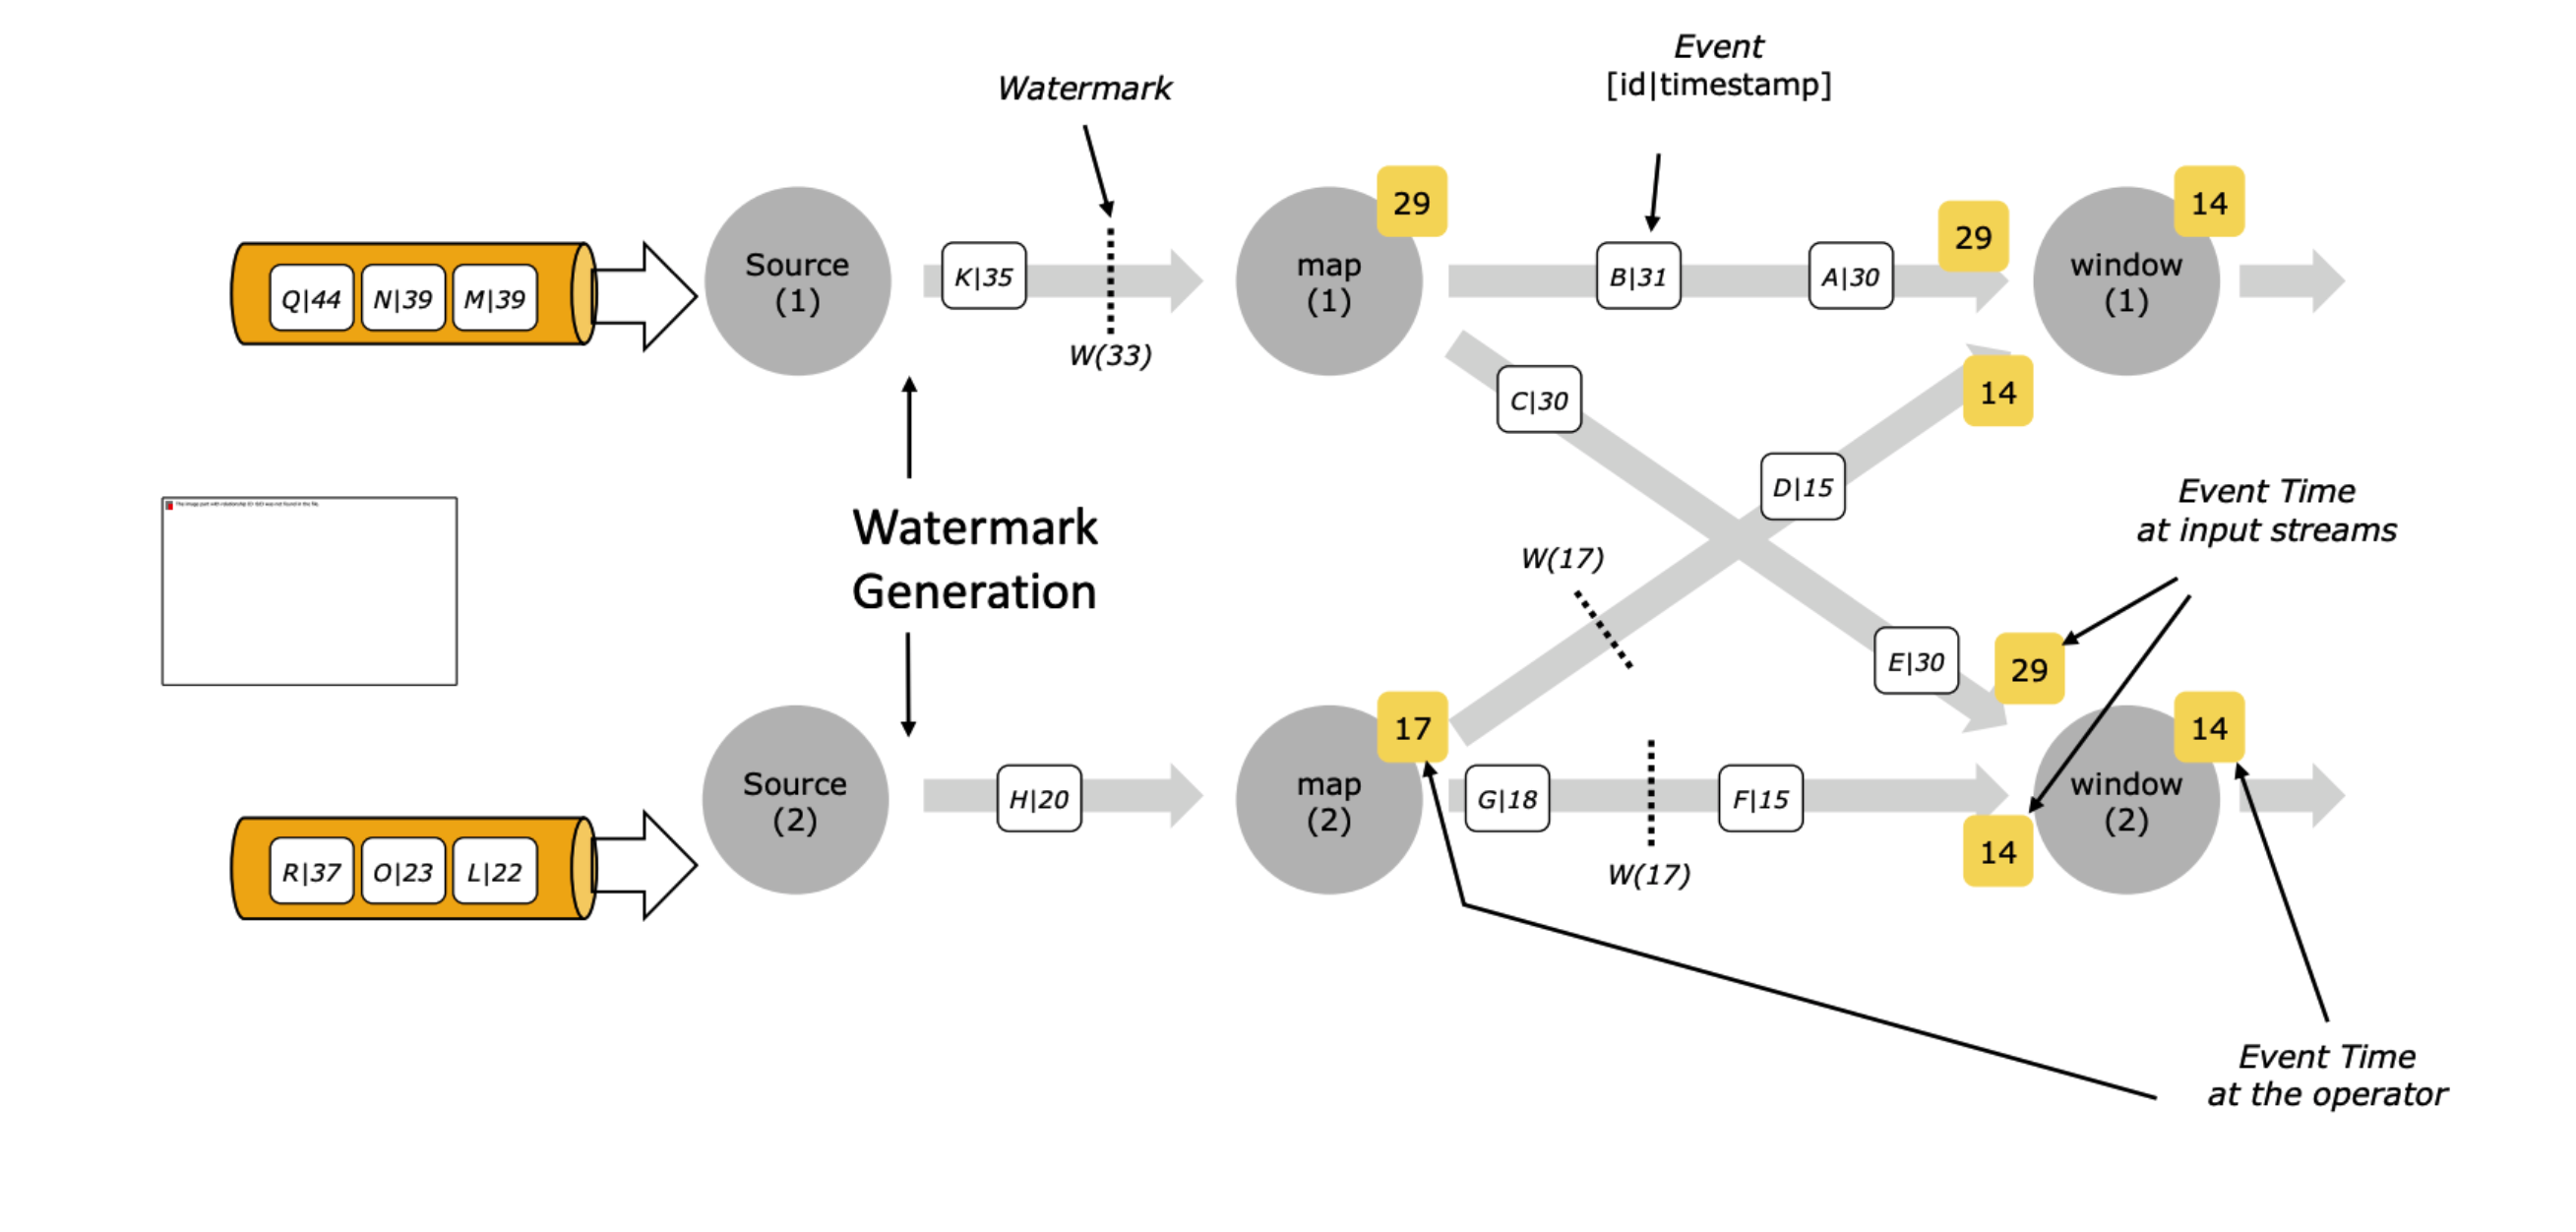 Event
[id|timestamp]
Watermark
29
14
29
Source
(1)
K|35
map
(1)
B|31
A|30
window
(1)
Q|44
N|39
M|39
W(33)
C|30
14
D|15
Event Time
at input streams
Watermark
Generation
W(17)
E|30
29
17
14
Source
(2)
H|20
map
(2)
G|18
F|15
window
(2)
14
R|37
O|23
L|22
W(17)
Event Time
at the operator